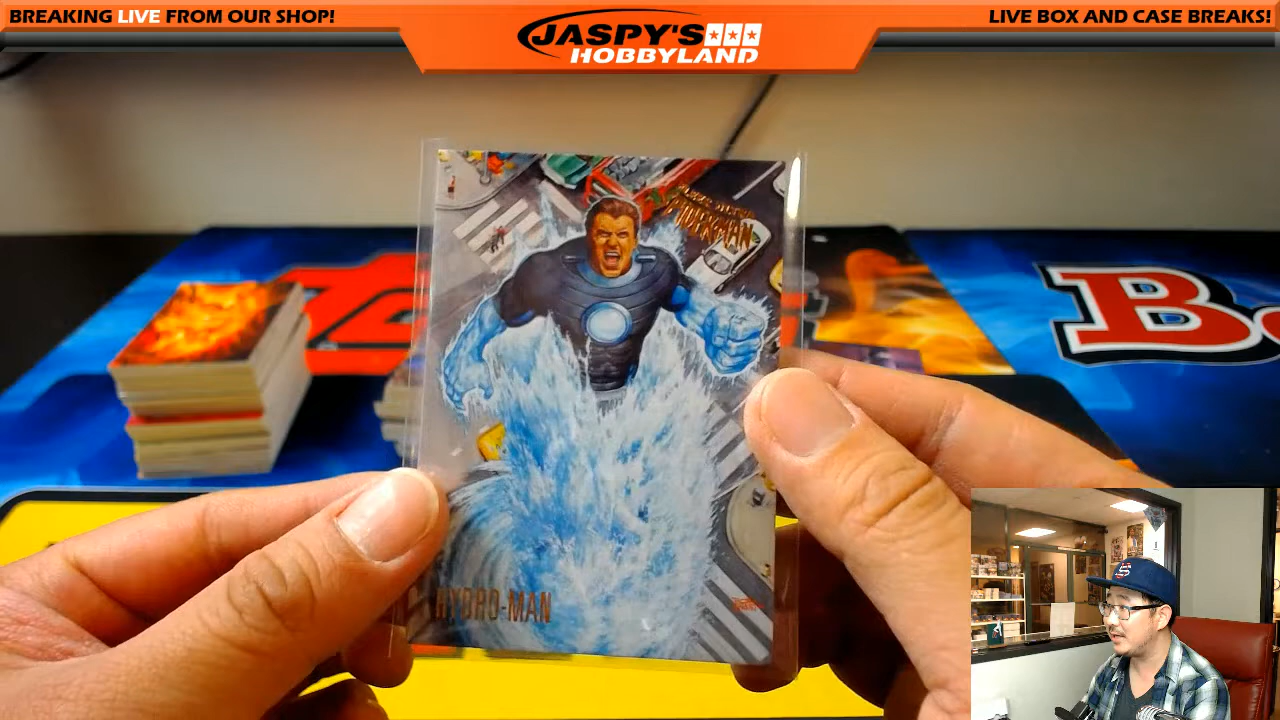 BREAKING LIVE FROM OUR SHOP!
JASPY'S
HOBBYLAND
LIVE BOX AND CASE BREAKS!
SPIDER-MAN
B
HYDRO-MAN